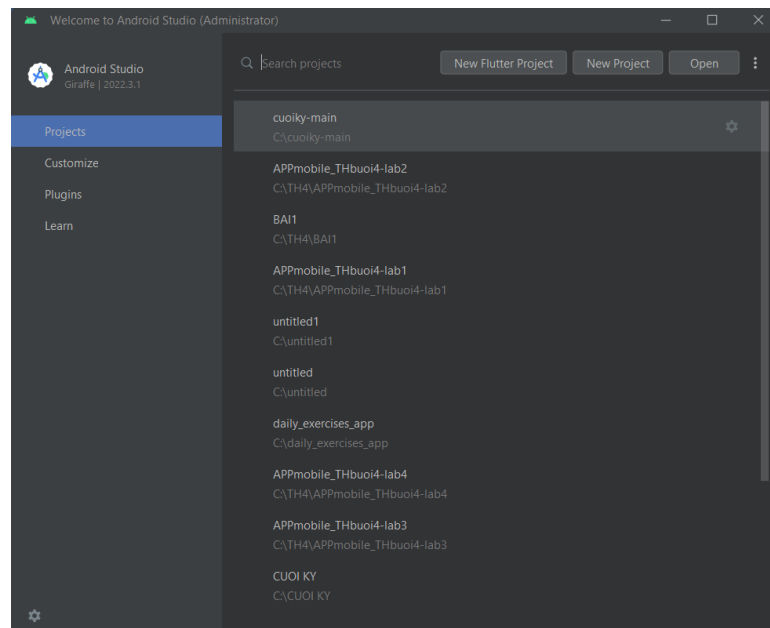 Welcome to Android Studio (Administrator)
Android Studio
Giraffe | 2022.3.1
Projects
Customize
Plugins
Learn
Search projects
New Flutter Project
New Project
Open
cuoiky-main
C:\cuoiky-main
APPmobile_THbuoi4-lab2
C:\TH4\APPmobile_THbuoi4-lab2
BAI1
C:\TH4\BAI1
APPmobile_THbuoi4-lab1
C:\TH4\APPmobile_THbuoi4-lab1
untitled1
C:\untitled1
untitled
C:\untitled
daily_exercises_app
C:\daily_exercises_app
APPmobile_THbuoi4-lab4
C:\TH4\APPmobile_THbuoi4-lab4
APPmobile_THbuoi4-lab3
C:\TH4\APPmobile_THbuoi4-lab3
CUOI KY
C:\CUOI KY